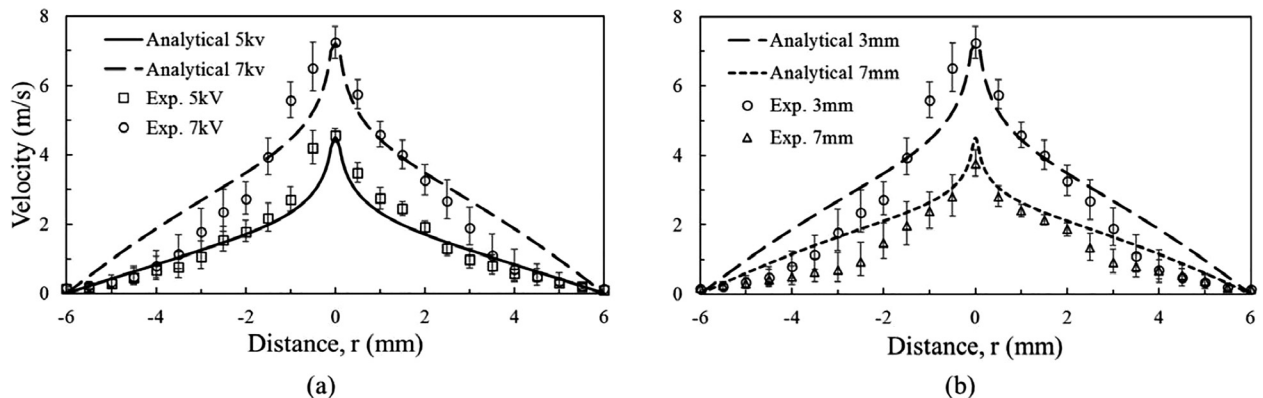 8
6
4
2
0
Velocity (m/s)
Analytical 5kv
Analytical 7kv
Exp. 5kV
Exp. 7kV
-6 -4 -2 0 2 4 6
Distance, r (mm)
(a)
8
6
4
2
0
Analytical 3mm
Analytical 7mm
Exp. 3mm
Exp. 7mm
-6 -4 -2 0 2 4 6
Distance, r (mm)
(b)